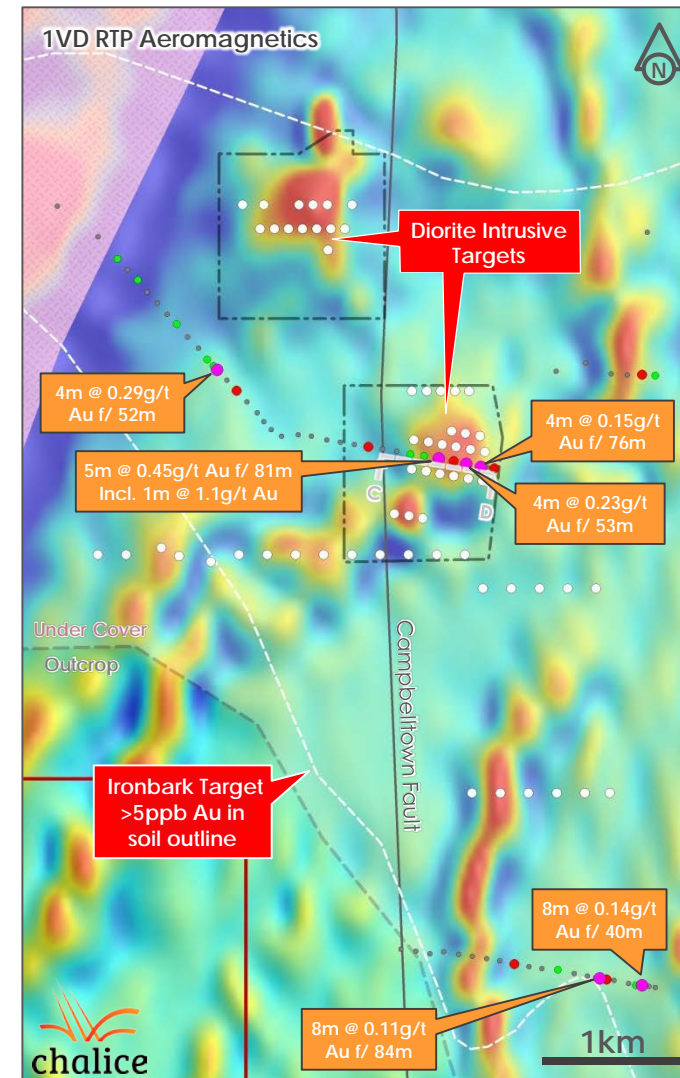 1VD RTP Aeromagnetics
N
Diorite Intrusive
Targets
4m @ 0.29g/t
Au f/ 52m
4m @ 0.15g/t
Au f/ 76m
5m @ 0.45g/t Au f/ 81m
Incl. 1m @ 1.1g/t Au
C
D
4m @ 0.23g/t
Au f/ 53m
Under Cover
Outcrop
Campbelltown Fault
Ironbark Target
>5ppb Au in
soil outline
8m @ 0.14g/t
Au f/ 40m
8m @ 0.11g/t
Au f/ 84m
1km
chalice